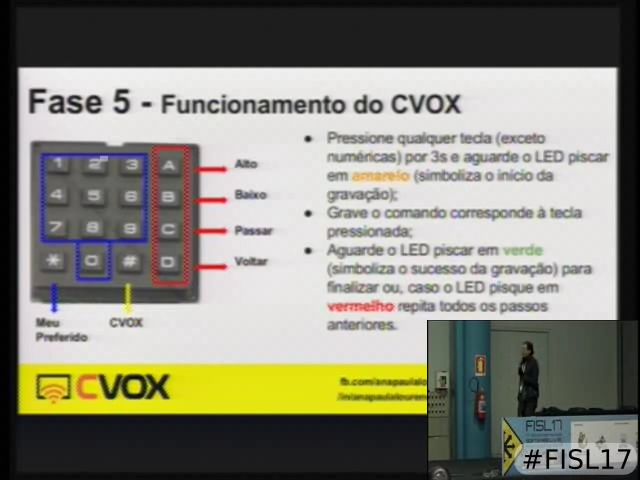 Fase 5 - Funcionamento do CVOX
1 2 3 A
4 5 6 B
7 8 9 C
* 0 # D
Alto
Baixo
Passar
Voltar
Meu
Preferido
CVOX
● Pressione qualquer tecla (exceto
numéricas) por 3s e aguarde o LED piscar
em amarelo (simboliza o início da
gravação);
● Grave o comando corresponde à tecla
pressionada;
● Aguarde o LED piscar em verde
(simboliza o sucesso da gravação) para
finalizar ou, caso o LED pisque em
vermelho repita todos os passos
anteriores.
CVOX
fb.com/anapaulalo
/in/anapaulalouren
FISL17
#FISL17